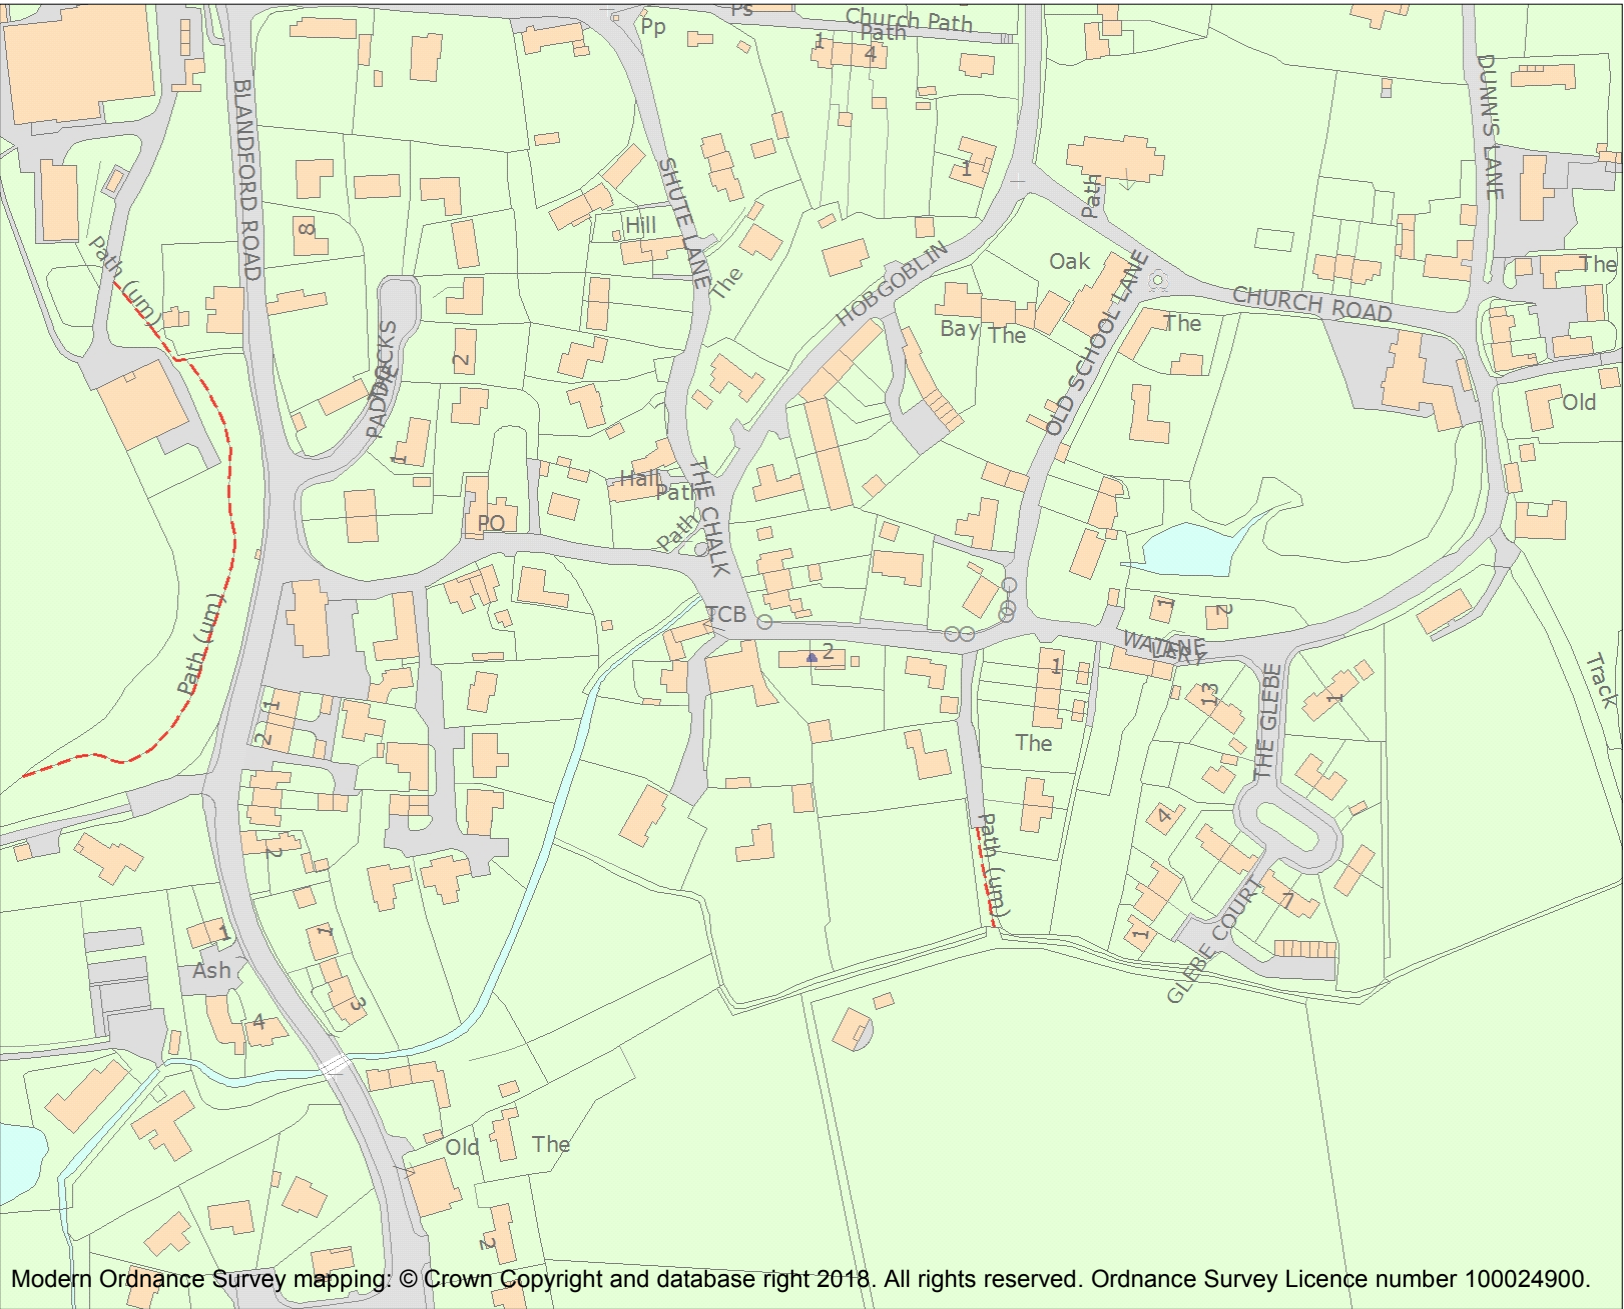 Ps
Church Path
Pp
Path
1
4
BLANDFORD ROAD
DUNN'S LANE
SHUTE LANE
1
Path
8
Hill
Path (um)
The
HOBGOBLIN
Oak
OLD SCHOOL LANE
The
CHURCH ROAD
Bay
The
The
PADDOCKS
THE
2
Old
1
Hall
Path
THE CHALK
PO
Path
TCB
1
2
Path (um)
WATERY
LANE
2
1
Track
THE GLEBE
13
1
1
2
The
4
2
Path (um)
7
1
1
GLEBE COURT
1
Ash
3
4
Old
The
2
Modern Ordnance Survey mapping: © Crown Copyright and database right 2018. All rights reserved. Ordnance Survey Licence number 100024900.